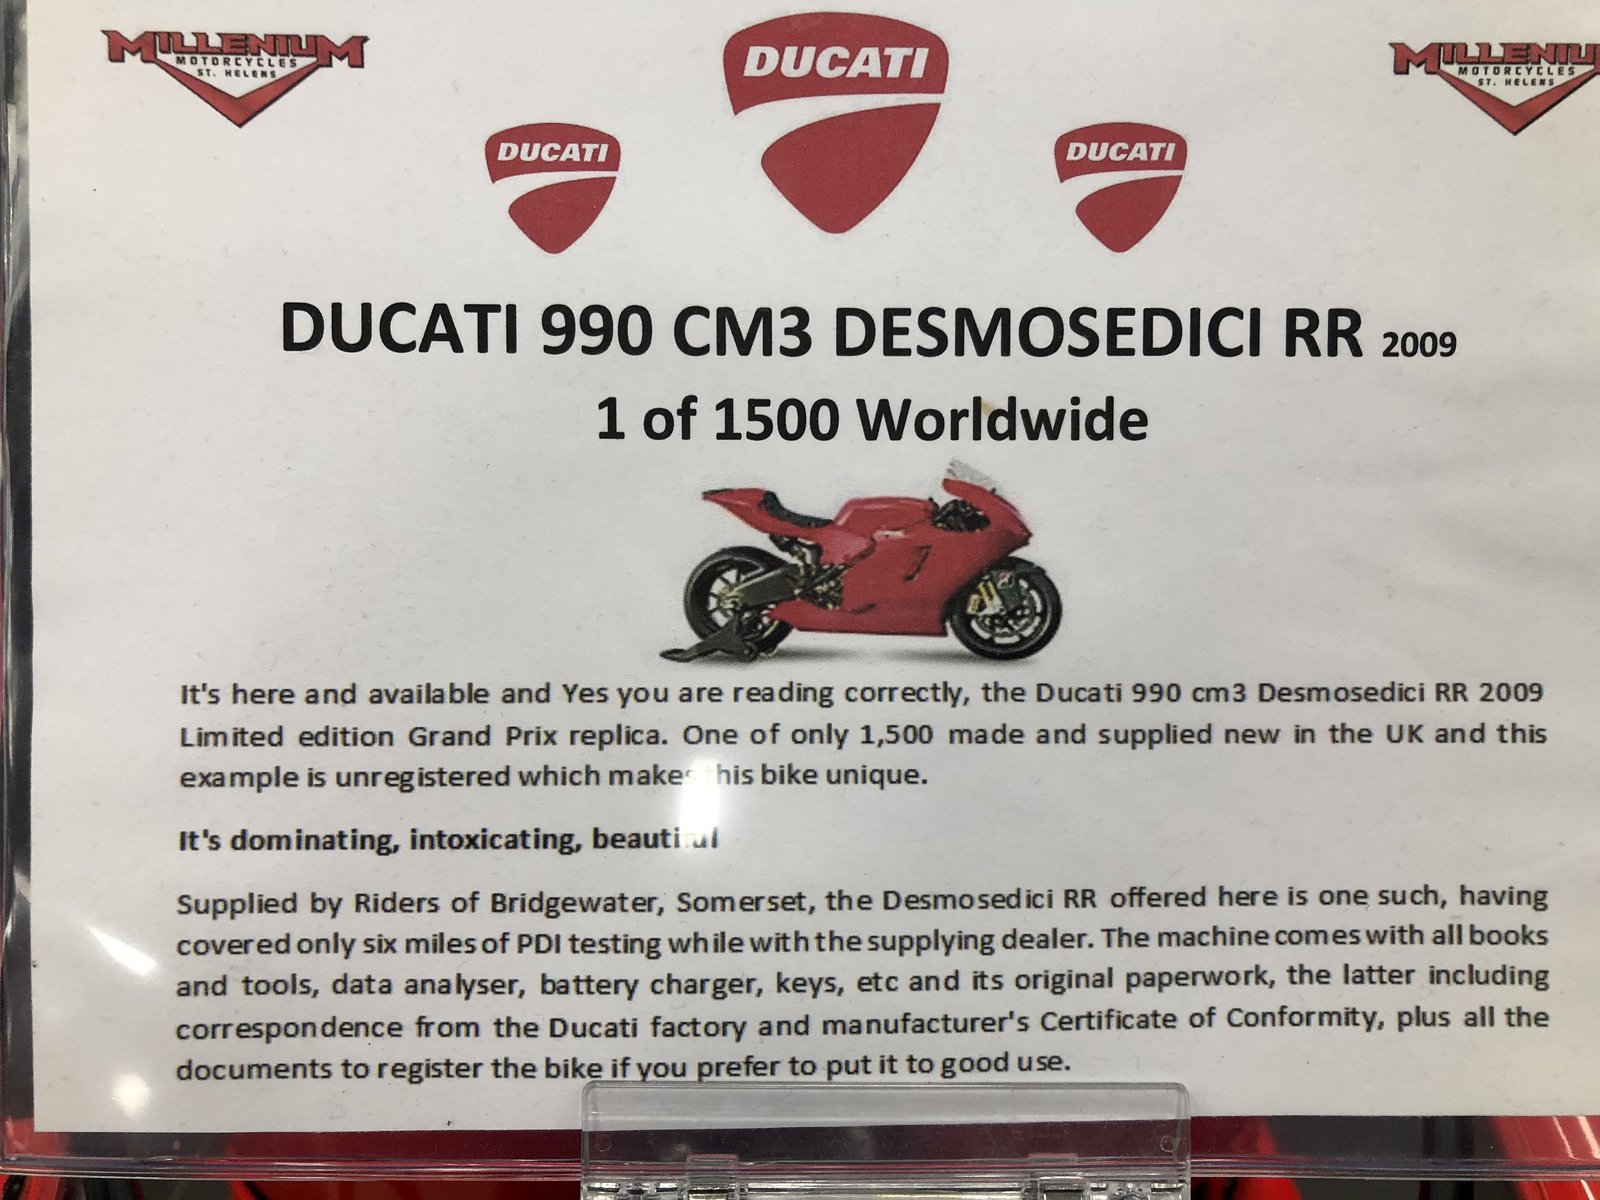 MILLENIUM
MOTORCYCLES
ST. HELENS
DUCATI
MILLENIUM
MOTORCYCLES
ST. HELENS
DUCATI
DUCATI
DUCATI 990 CM3 DESMOSEDICI RR 2009
1 of 1500 Worldwide
It's here and available and Yes you are reading correctly, the Ducati 990 cm3 Desmosedici RR 2009
Limited edition Grand Prix replica. One of only 1,500 made and supplied new in the UK and this
example is unregistered which makes this bike unique.
It's dominating, intoxicating, beautiful
Supplied by Riders of Bridgewater, Somerset, the Desmosedici RR offered here is one such, having
covered only six miles of PDI testing while with the supplying dealer. The machine comes with all books
and tools, data analyser, battery charger, keys, etc and its original paperwork, the latter including
correspondence from the Ducati factory and manufacturer's Certificate of Conformity, plus all the
documents to register the bike if you prefer to put it to good use.